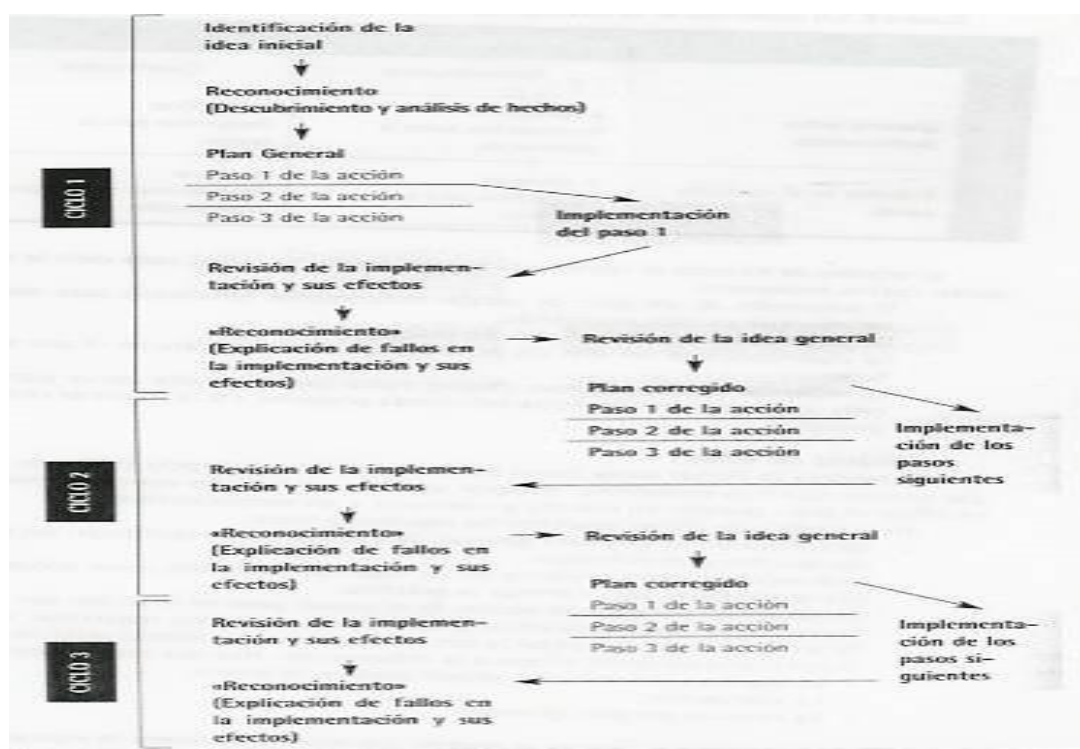 Identificación de la
idea inicial
Reconocimiento
(Descubrimiento y análisis de hechos)
Plan General
Paso 1 de la acción
Paso 2 de la acción
Paso 3 de la acción
CICLO 1
Implementación
del paso 1
Revisión de la implemen-
tación y sus efectos
«Reconocimiento»
(Explicación de fallos en
la implementación y sus
efectos)
Revisión de la idea general
Plan corregido
Paso 1 de la acción
Paso 2 de la acción
Paso 3 de la acción
Implementa-
ción de los
pasos
siguientes
CICLO 2
Revisión de la implemen-
tación y sus efectos
«Reconocimiento»
(Explicación de fallos en
la implementación y sus
efectos)
Revisión de la idea general
Plan corregido
Paso 1 de la acción
Paso 2 de la acción
Paso 3 de la acción
Implementa-
ción de los
pasos si-
guientes
CICLO 3
Revisión de la implemen-
tación y sus efectos
«Reconocimiento»
(Explicación de fallos en
la implementación y sus
efectos)